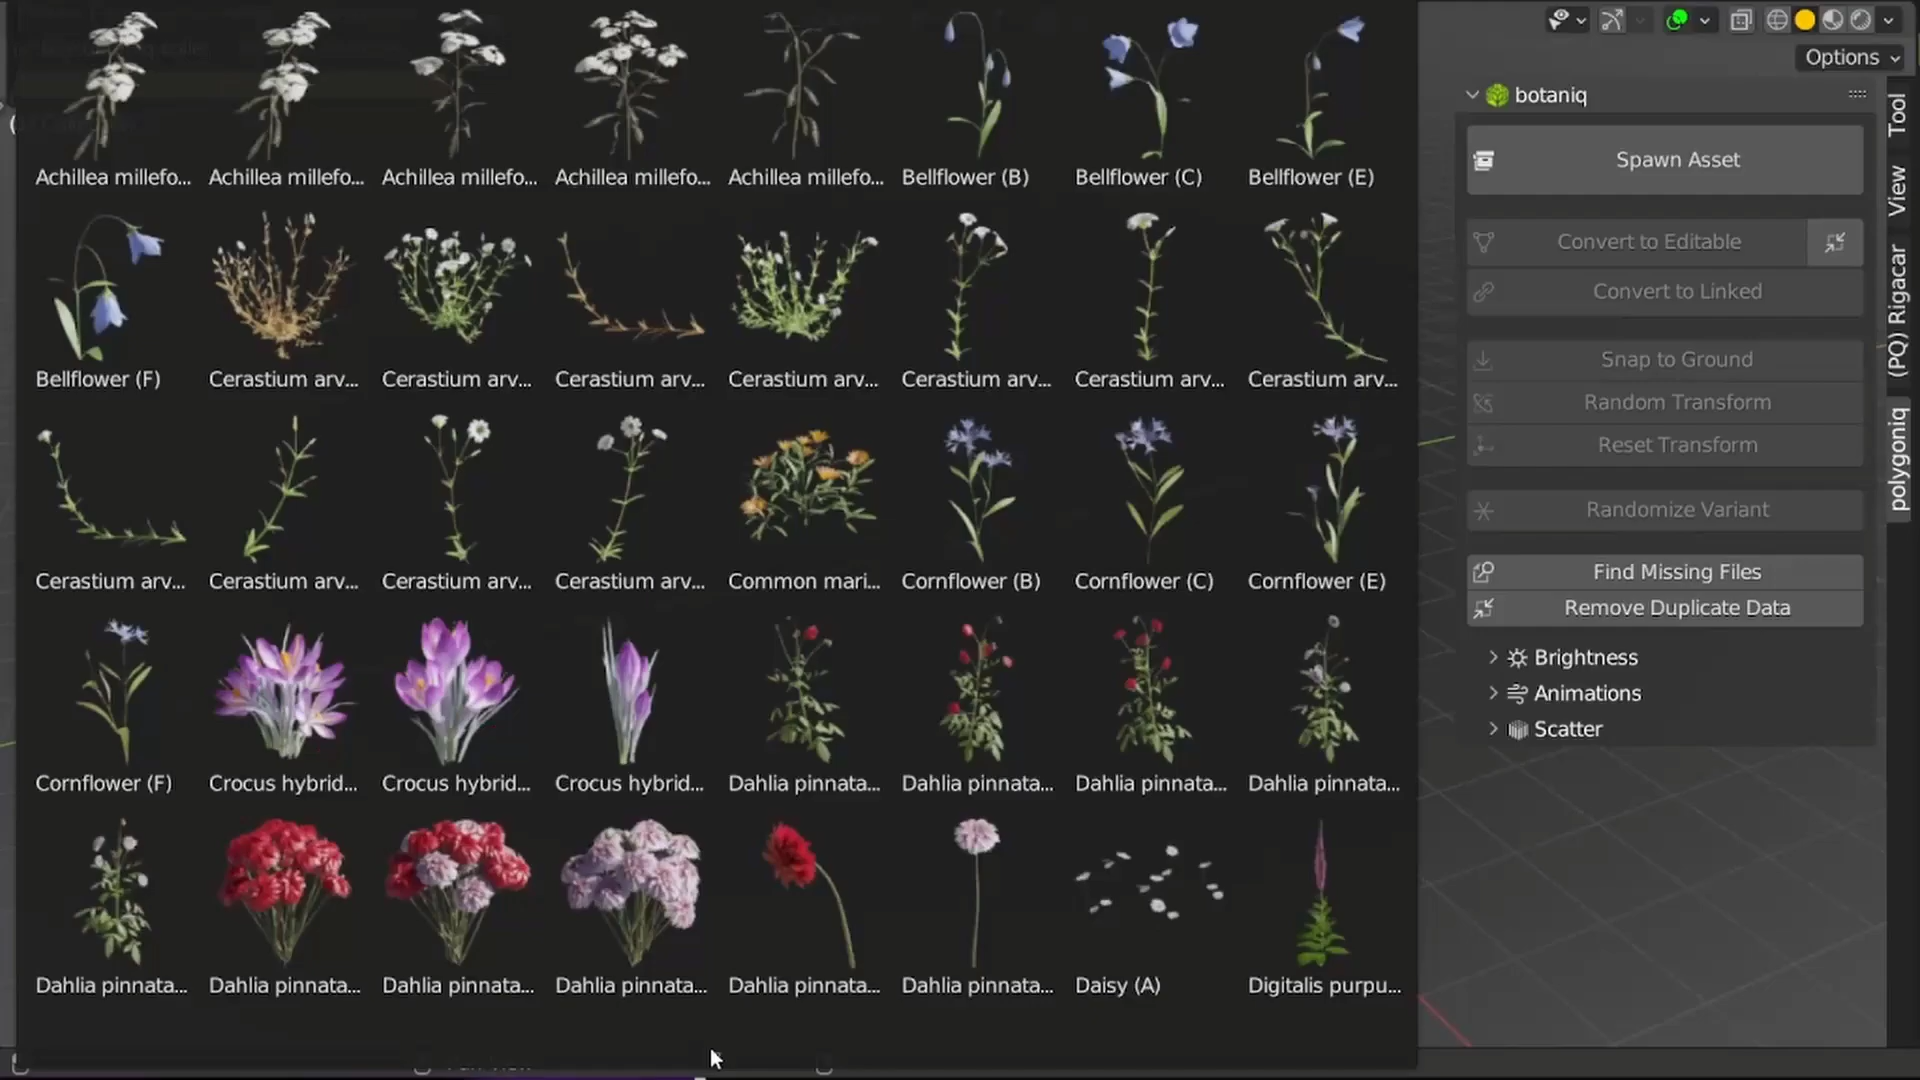 Options
botaniq
Spawn Asset
Convert to Editable
Convert to Linked
Snap to Ground
Random Transform
Reset Transform
Randomize Variant
Find Missing Files
Remove Duplicate Data
Brightness
Animations
Scatter
Tool
View
(PQ) Rigacar
polygoniq
Achillea millefo... Achillea millefo... Achillea millefo... Achillea millefo... Achillea millefo... Bellflower (B) Bellflower (C) Bellflower (E)
Bellflower (F) Cerastium arv... Cerastium arv... Cerastium arv... Cerastium arv... Cerastium arv... Cerastium arv... Cerastium arv...
Cerastium arv... Cerastium arv... Cerastium arv... Cerastium arv... Common mari... Cornflower (B) Cornflower (C) Cornflower (E)
Cornflower (F) Crocus hybrid... Crocus hybrid... Crocus hybrid... Dahlia pinnata... Dahlia pinnata... Dahlia pinnata... Dahlia pinnata...
Dahlia pinnata... Dahlia pinnata... Dahlia pinnata... Dahlia pinnata... Dahlia pinnata... Dahlia pinnata... Daisy (A) Digitalis purpu...